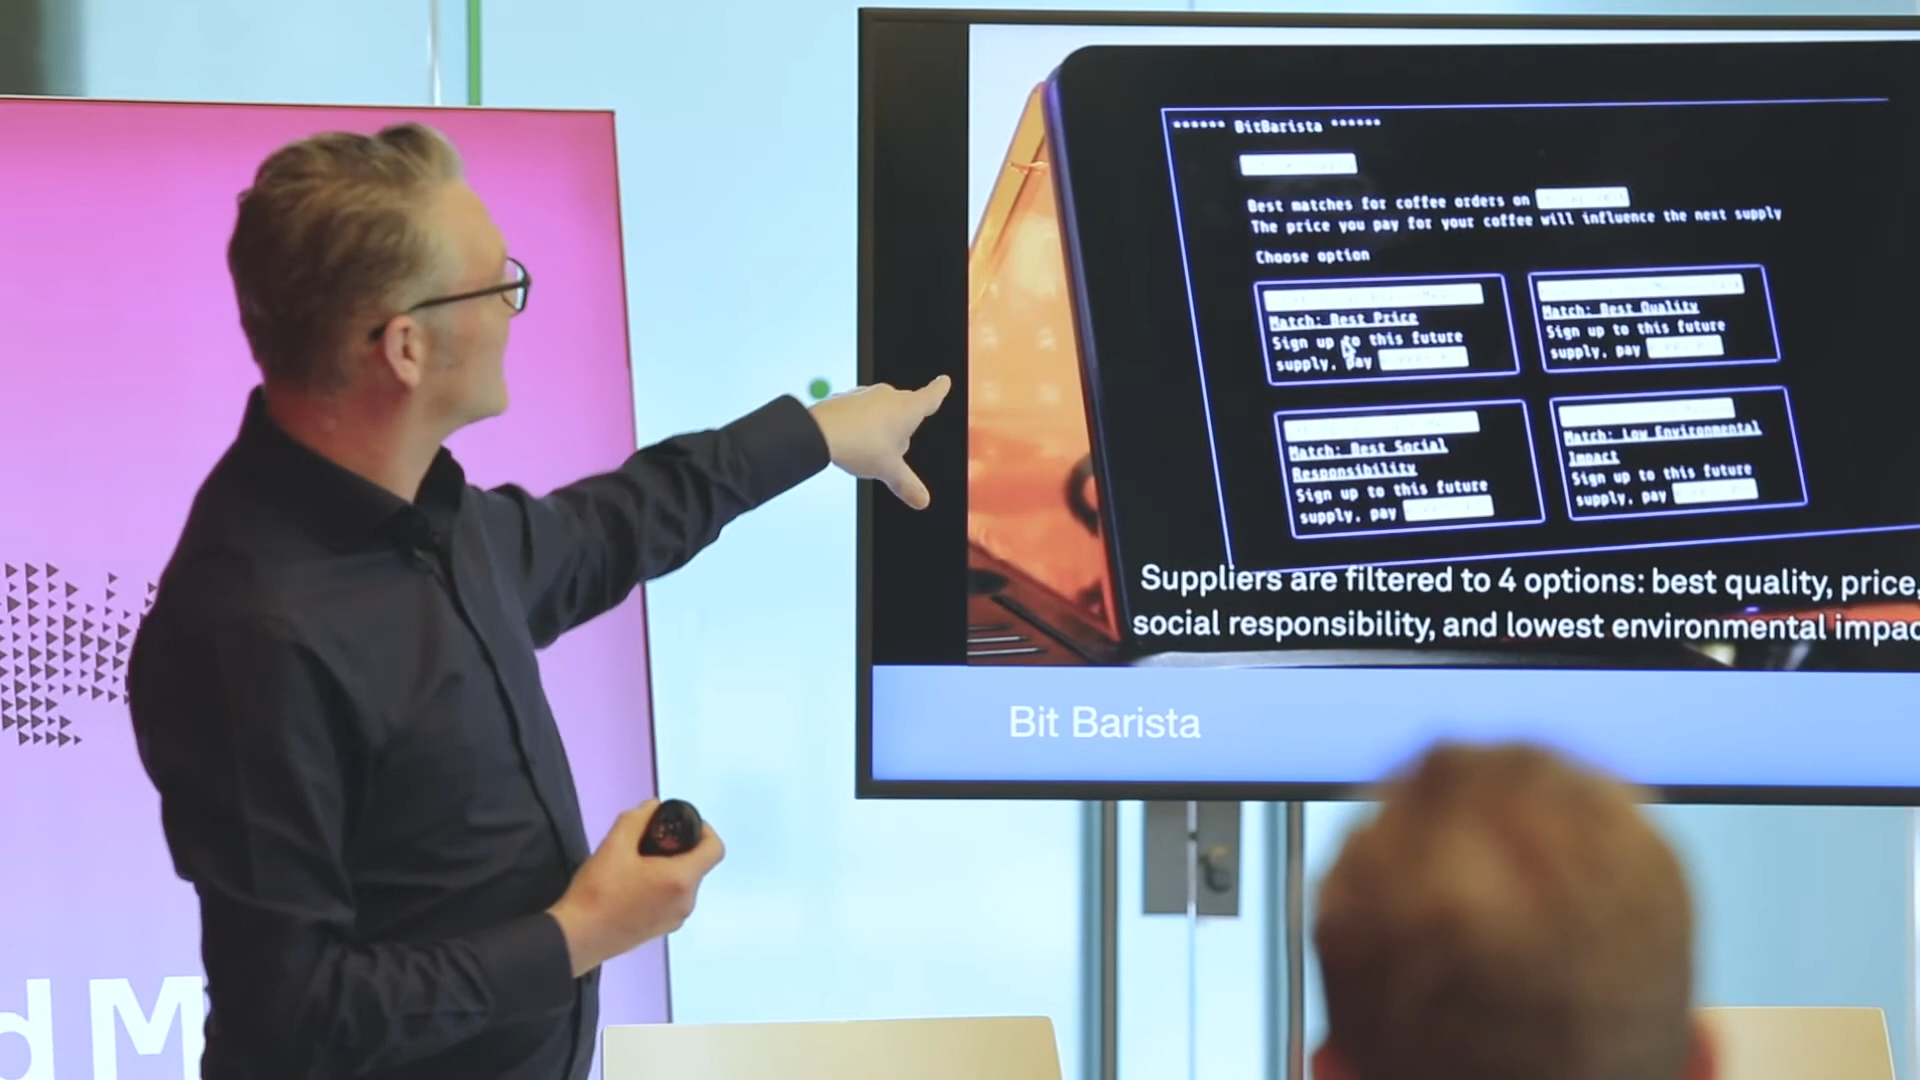 ****** BitBarista ******
Best matches for coffee orders on
The price you pay for your coffee will influence the next supply
Choose option
Match: Best Price
Sign up to this future
supply, pay
Match: Best Quality
Sign up to this future
supply, pay
Match: Best Social
Responsibility
Sign up to this future
supply, pay
Match: Low Environmental
Impact
Sign up to this future
supply, pay
Suppliers are filtered to 4 options: best quality, price,
social responsibility, and lowest environmental impac
Bit Barista
d M